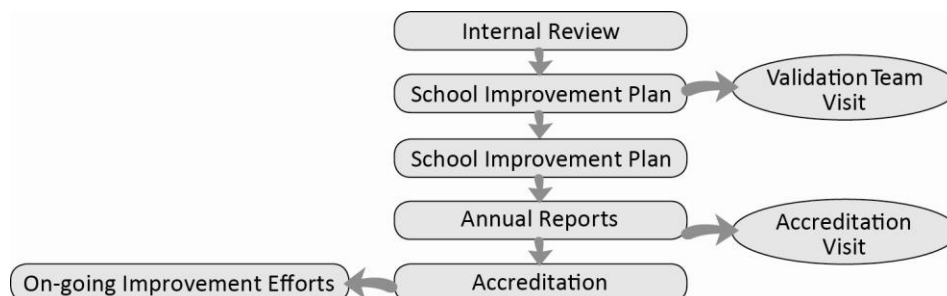 Internal Review
School Improvement Plan
Validation Team
Visit
School Improvement Plan
Annual Reports
Accreditation
Visit
On-going Improvement Efforts
Accreditation